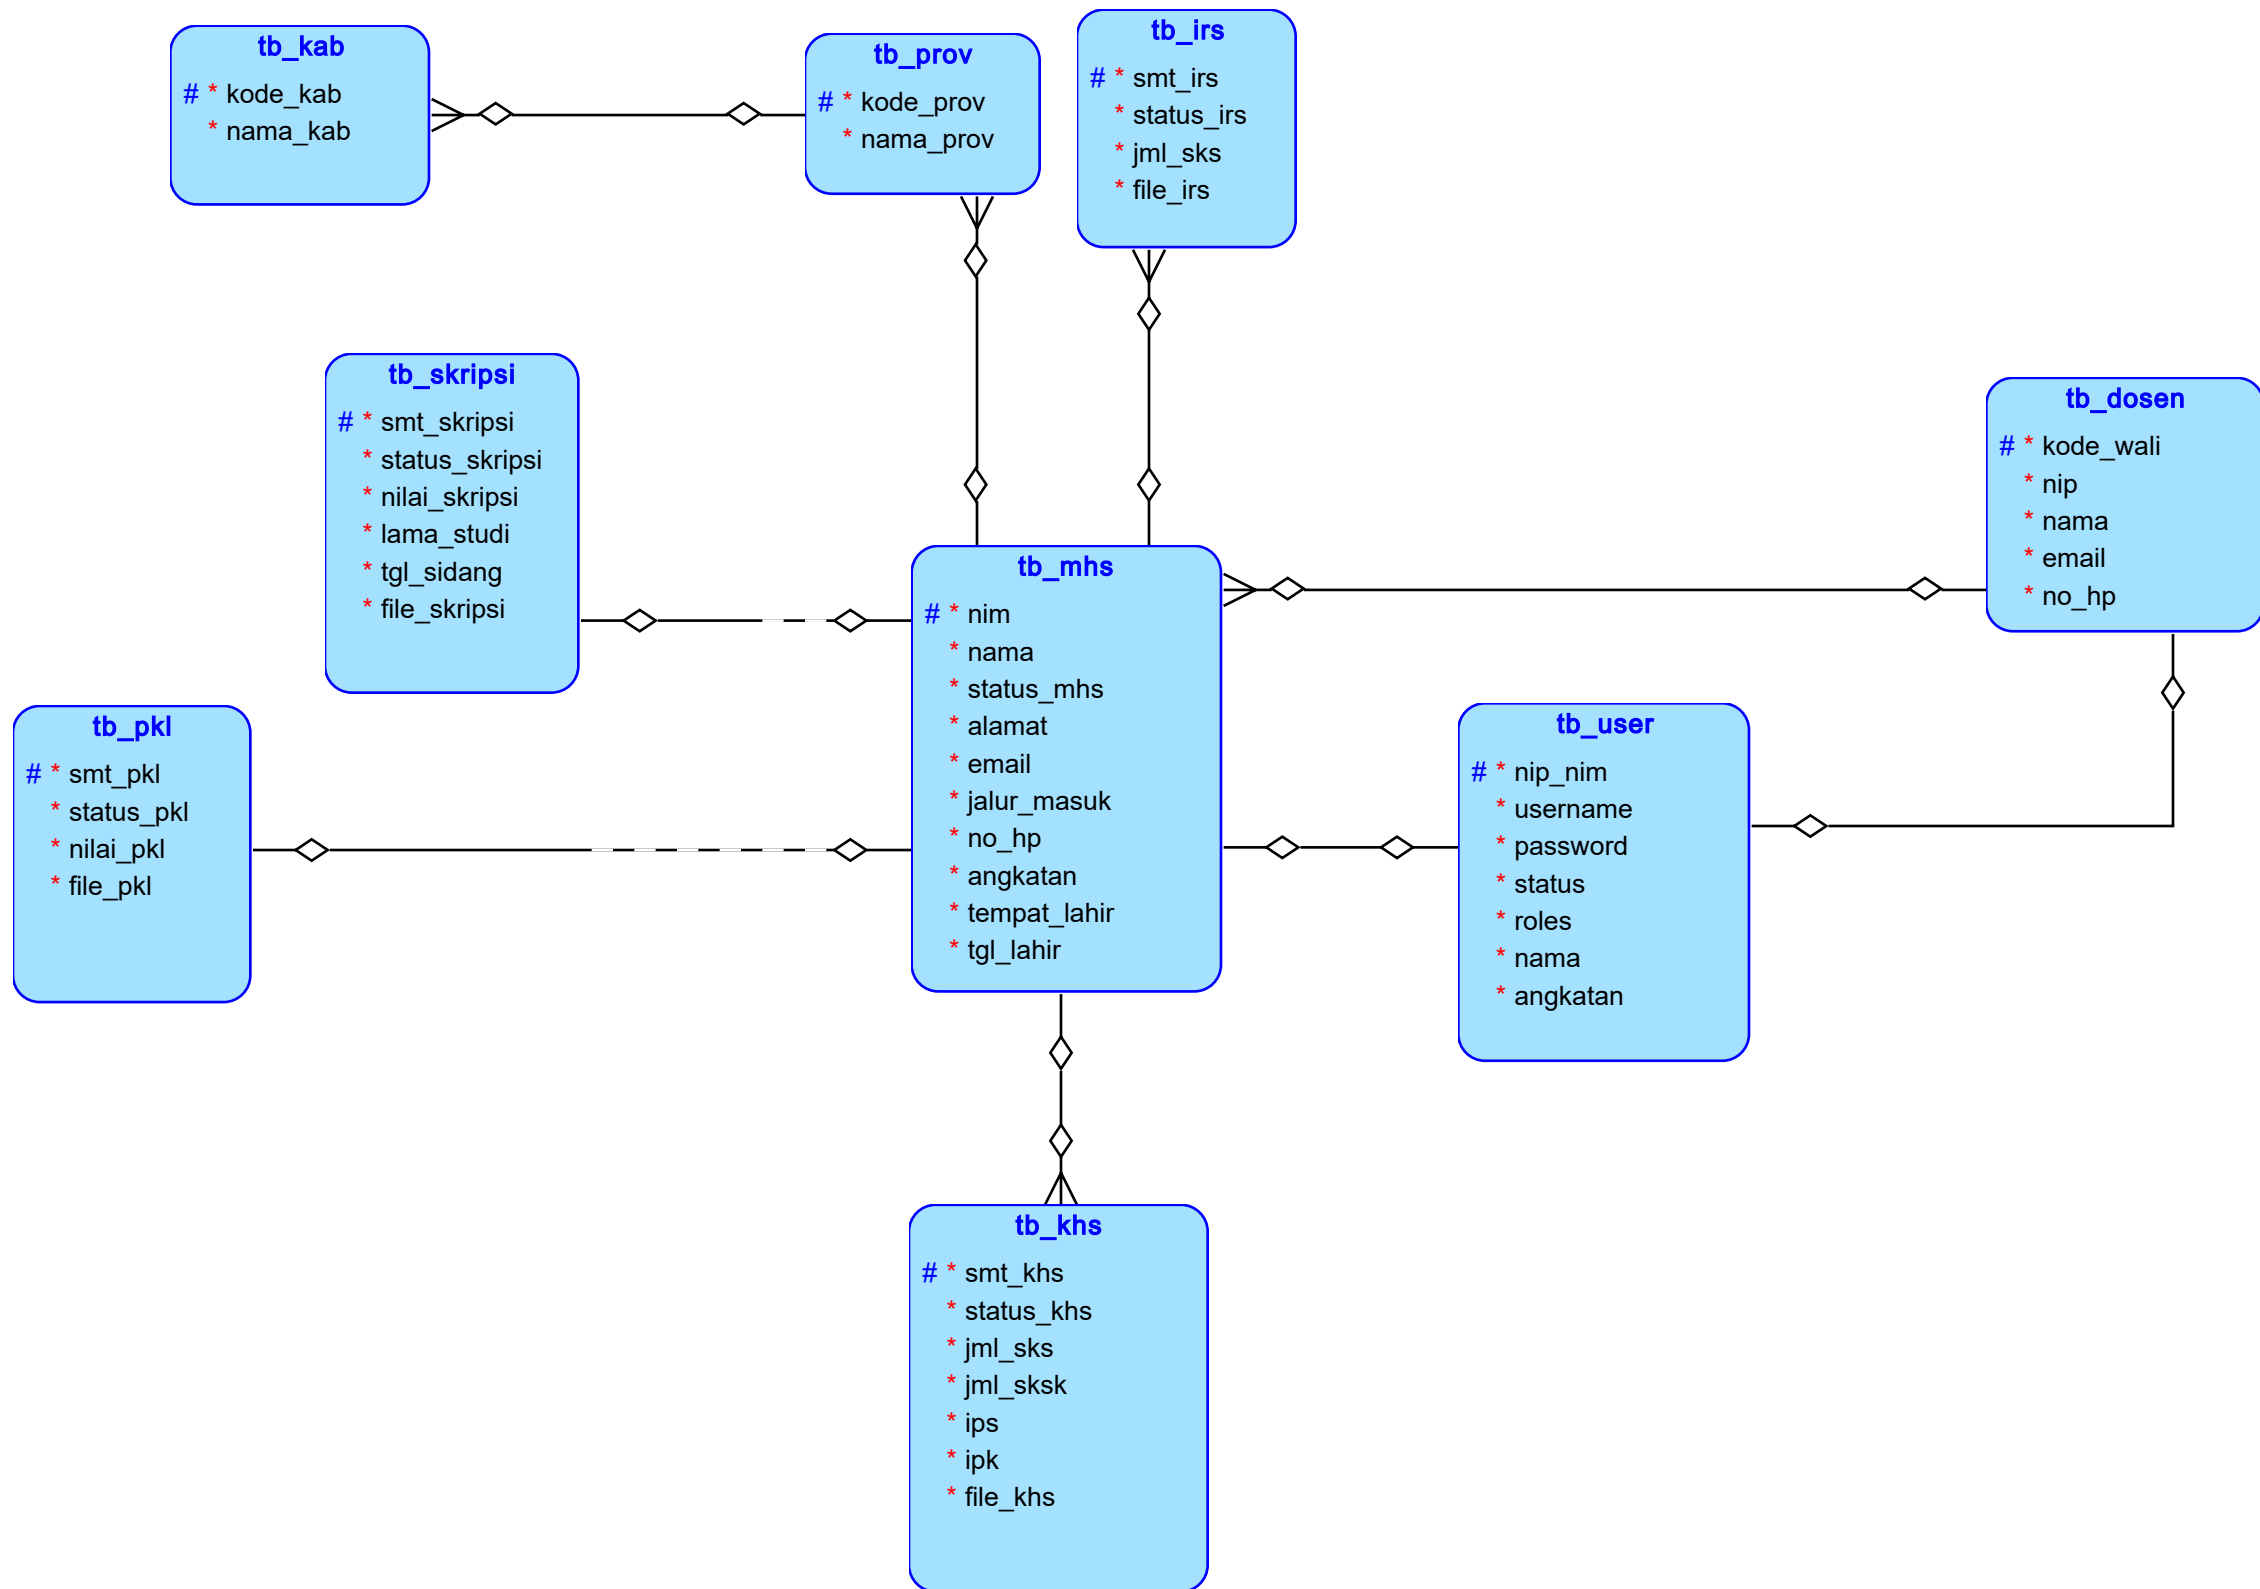 tb_kab
# * kode_kab
* nama_kab
tb_prov
# * kode_prov
* nama_prov
tb_irs
# * smt_irs
* status_irs
* jml_sks
* file_irs
tb_skripsi
# * smt_skripsi
* status_skripsi
* nilai_skripsi
* lama_studi
* tgl_sidang
* file_skripsi
tb_dosen
# * kode_wali
* nip
* nama
* email
* no_hp
tb_mhs
# * nim
* nama
* status_mhs
* alamat
* email
* jalur_masuk
* no_hp
* angkatan
* tempat_lahir
* tgl_lahir
tb_pkl
# * smt_pkl
* status_pkl
* nilai_pkl
* file_pkl
tb_user
# * nip_nim
* username
* password
* status
* roles
* nama
* angkatan
tb_khs
# * smt_khs
* status_khs
* jml_sks
* jml_sksk
* ips
* ipk
* file_khs